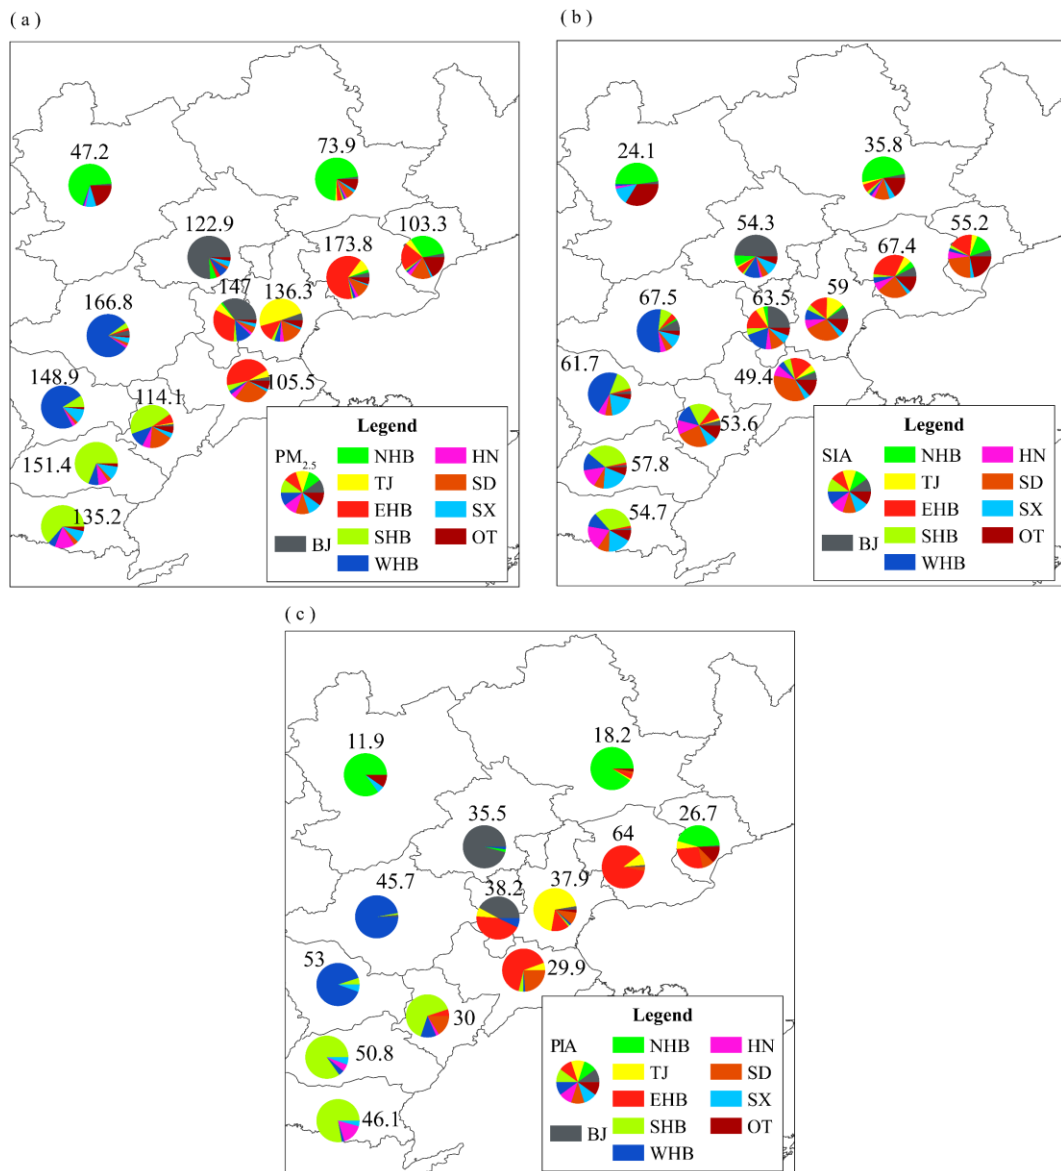 ( a )
47.2
73.9
122.9
103.3
173.8
147
136.3
166.8
148.9
114.1
105.5
151.4
135.2
Legend
PM2.5
NHB
HN
TJ
SD
EHB
SX
SHB
OT
BJ
WHB
( b )
24.1
35.8
54.3
55.2
67.4
67.5
63.5
59
61.7
49.4
53.6
57.8
54.7
Legend
SIA
NHB
HN
TJ
SD
EHB
SX
SHB
OT
BJ
WHB
( c )
11.9
18.2
35.5
26.7
64
45.7
38.2
37.9
53
29.9
30
50.8
46.1
Legend
PIA
NHB
HN
TJ
SD
EHB
SX
SHB
OT
BJ
WHB